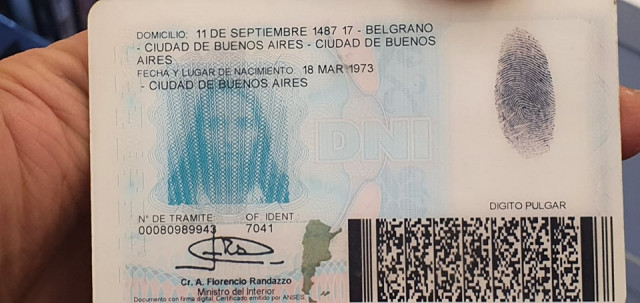 DOMICILIO: 11 DE SEPTIEMBRE 1487 17 - BELGRANO
- CIUDAD DE BUENOS AIRES - CIUDAD DE BUENOS
AIRES
FECHA Y LUGAR DE NACIMIENTO: 18 MAR 1973
- CIUDAD DE BUENOS AIRES
DNI
DIGITO PULGAR
N° DE TRAMITE OF. IDENT.
00080989943 7041
Cr. A. Florencio Randazzo
Ministro del Interior
Documento con firma digital. Certificado emitido por ANSES